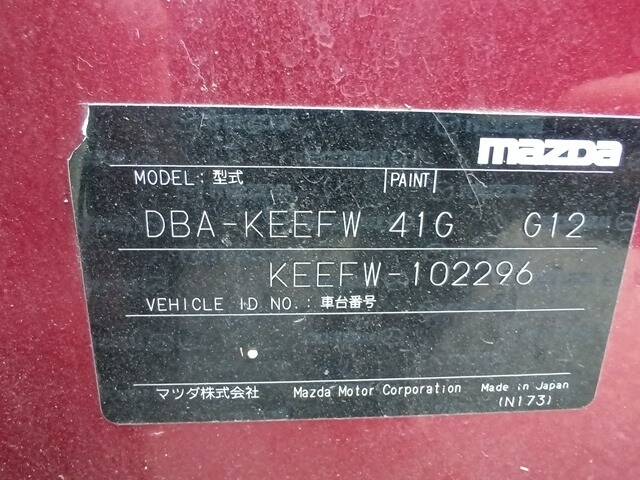 mazda
MODEL: 型式 PAINT
DBA-KEEFW 41G G12
KEEFW-102296
VEHICLE ID NO.: 車台番号
マツダ株式会社 Mazda Motor Corporation Made in Japan
(N173)